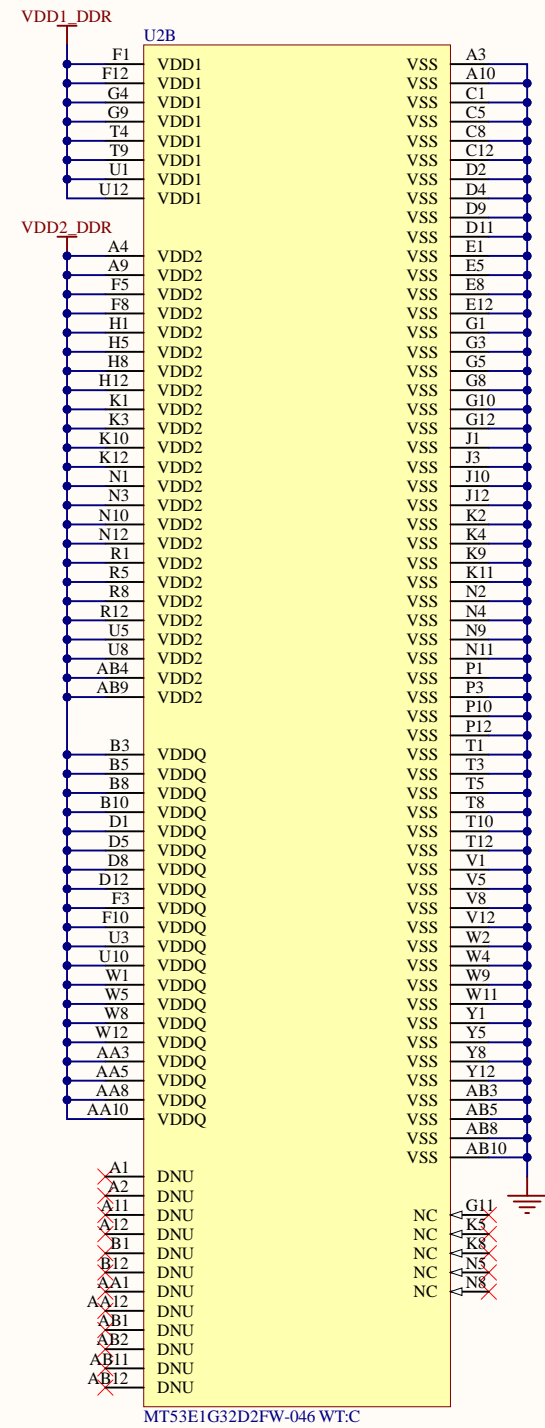 VDD1_DDR
U2B
F1 VDD1
F12 VDD1
G4 VDD1
G9 VDD1
T4 VDD1
T9 VDD1
U1 VDD1
U12 VDD1
VDD2_DDR
A4 VDD2
A9 VDD2
F5 VDD2
F8 VDD2
H1 VDD2
H5 VDD2
H8 VDD2
H12 VDD2
K1 VDD2
K3 VDD2
K10 VDD2
K12 VDD2
N1 VDD2
N3 VDD2
N10 VDD2
N12 VDD2
R1 VDD2
R5 VDD2
R8 VDD2
R12 VDD2
U5 VDD2
U8 VDD2
AB4 VDD2
AB9 VDD2
B3 VDDQ
B5 VDDQ
B8 VDDQ
B10 VDDQ
D1 VDDQ
D5 VDDQ
D8 VDDQ
D12 VDDQ
F3 VDDQ
F10 VDDQ
U3 VDDQ
U10 VDDQ
W1 VDDQ
W5 VDDQ
W8 VDDQ
W12 VDDQ
AA3 VDDQ
AA5 VDDQ
AA8 VDDQ
AA10 VDDQ
A1 DNU
A2 DNU
A11 DNU
A12 DNU
B1 DNU
B12 DNU
AA1 DNU
AA12 DNU
AB1 DNU
AB2 DNU
AB11 DNU
AB12 DNU
VSS A3
VSS A10
VSS C1
VSS C5
VSS C8
VSS C12
VSS D2
VSS D4
VSS D9
VSS D11
VSS E1
VSS E5
VSS E8
VSS E12
VSS G1
VSS G3
VSS G5
VSS G8
VSS G10
VSS G12
VSS J1
VSS J3
VSS J10
VSS J12
VSS K2
VSS K4
VSS K9
VSS K11
VSS N2
VSS N4
VSS N9
VSS N11
VSS P1
VSS P3
VSS P10
VSS P12
VSS T1
VSS T3
VSS T5
VSS T8
VSS T10
VSS T12
VSS V1
VSS V5
VSS V8
VSS V12
VSS W2
VSS W4
VSS W9
VSS W11
VSS Y1
VSS Y5
VSS Y8
VSS Y12
VSS AB3
VSS AB5
VSS AB8
VSS AB10
NC G11
NC K5
NC K8
NC N5
NC N8
MT53E1G32D2FW-046 WT:C